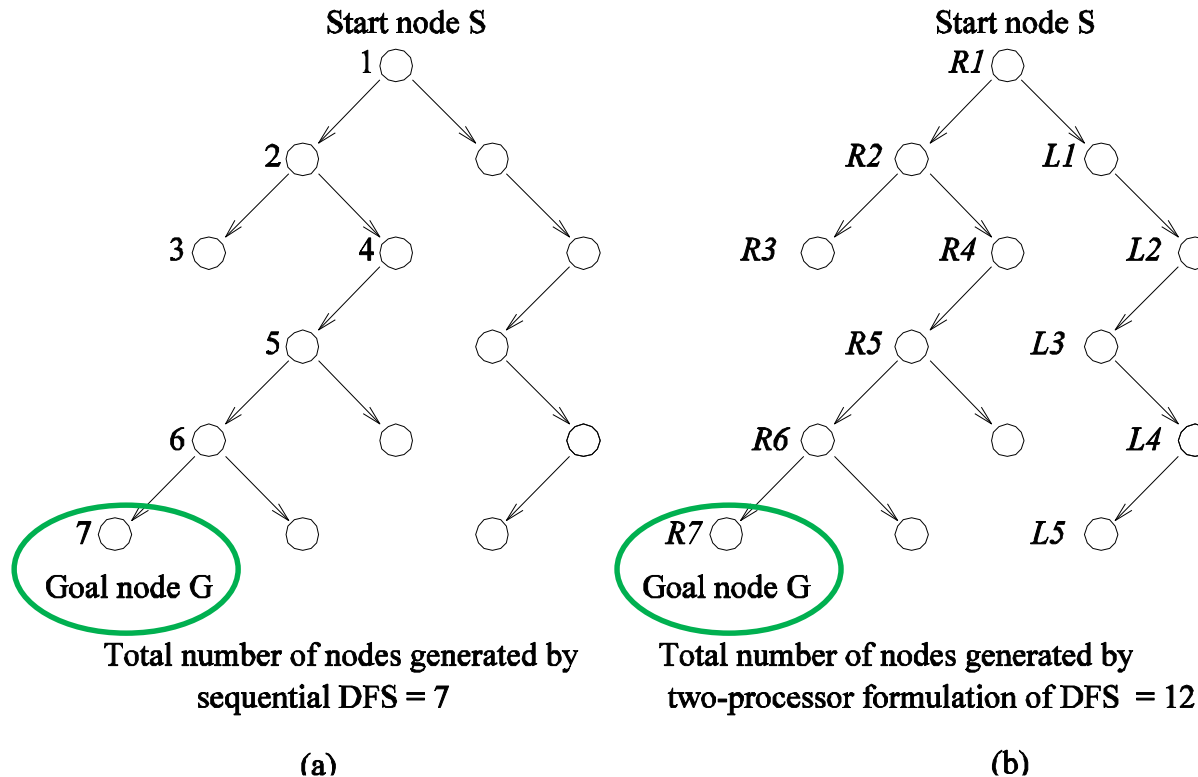 Start node S
1
2
3
4
5
6
7
Goal node G
Total number of nodes generated by
sequential DFS = 7
(a)
Start node S
R1
R2
L1
R3
R4
L2
R5
L3
R6
L4
R7
L5
Goal node G
Total number of nodes generated by
two-processor formulation of DFS = 12
(b)